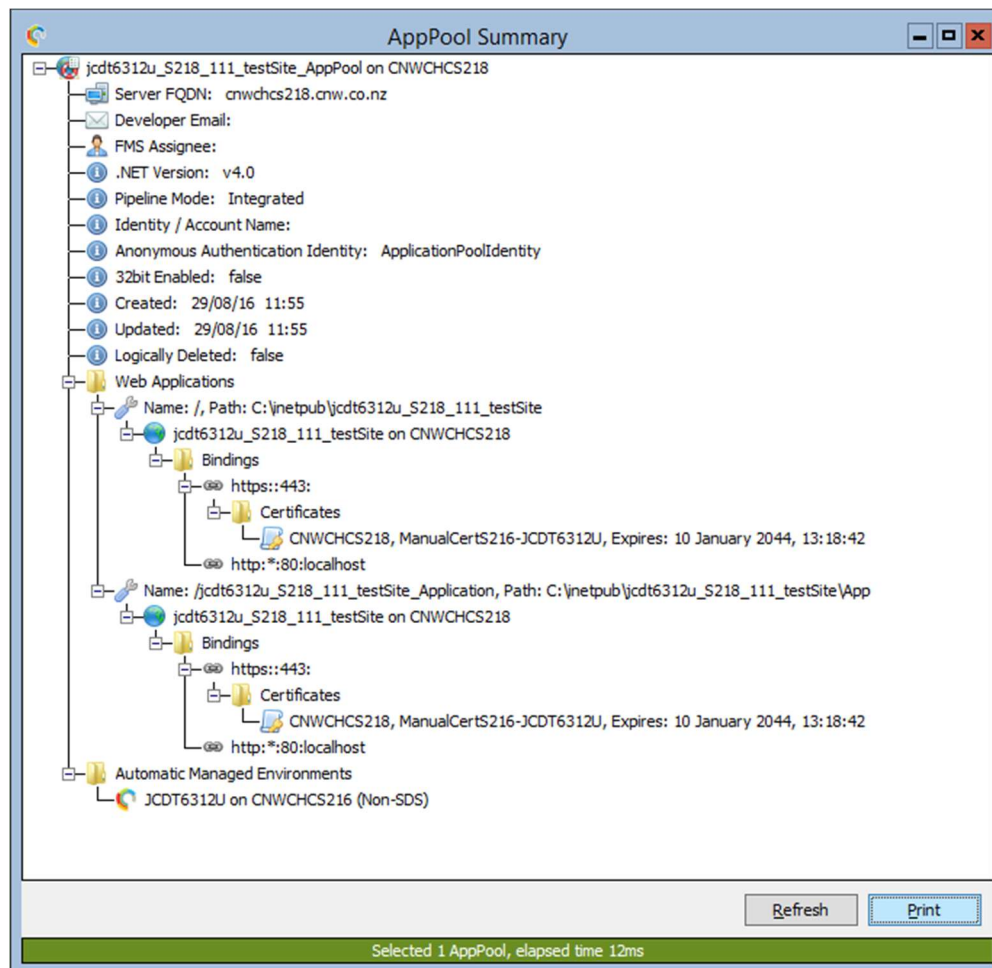 AppPool Summary
jcdt6312u_S218_111_testSite_AppPool on CNWCHCS218
Server FQDN: cnwchcs218.cnw.co.nz
Developer Email:
FMS Assignee:
.NET Version: v4.0
Pipeline Mode: Integrated
Identity / Account Name:
Anonymous Authentication Identity: ApplicationPoolIdentity
32bit Enabled: false
Created: 29/08/16 11:55
Updated: 29/08/16 11:55
Logically Deleted: false
Web Applications
Name: /, Path: C:\inetpub\jcdt6312u_S218_111_testSite
jcdt6312u_S218_111_testSite on CNWCHCS218
Bindings
https::443:
Certificates
CNWCHCS218, ManualCertS216-JCDT6312U, Expires: 10 January 2044, 13:18:42
http:*:80:localhost
Name: /jcdt6312u_S218_111_testSite_Application, Path: C:\inetpub\jcdt6312u_S218_111_testSite\App
jcdt6312u_S218_111_testSite on CNWCHCS218
Bindings
https::443:
Certificates
CNWCHCS218, ManualCertS216-JCDT6312U, Expires: 10 January 2044, 13:18:42
http:*:80:localhost
Automatic Managed Environments
JCDT6312U on CNWCHCS216 (Non-SDS)
Refresh Print
Selected 1 AppPool, elapsed time 12ms